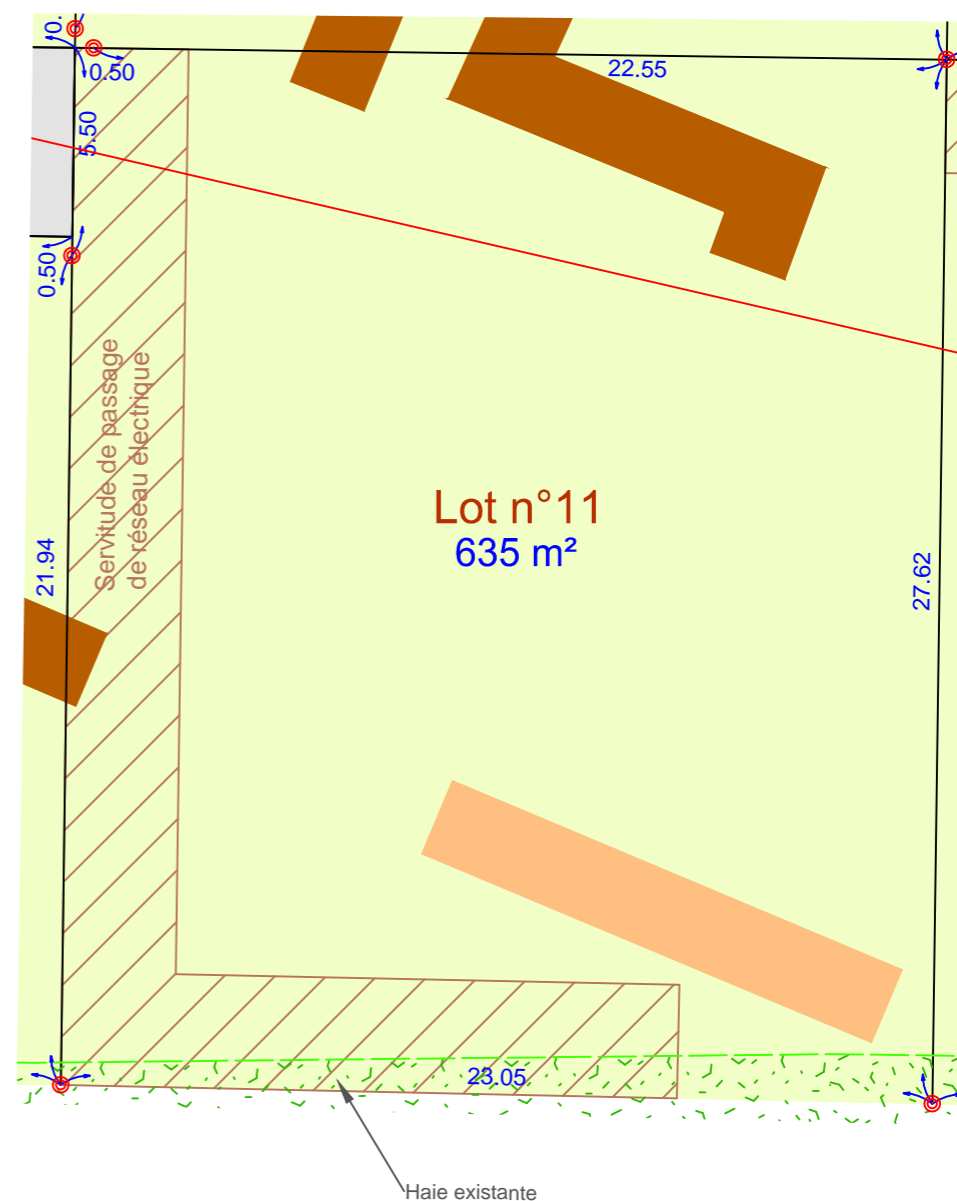 0.
0.50
22.55
5.50
0.50
Servitude de passage
de réseau électrique
Lot n°11
635 m²
21.94
27.62
23.05
Haie existante